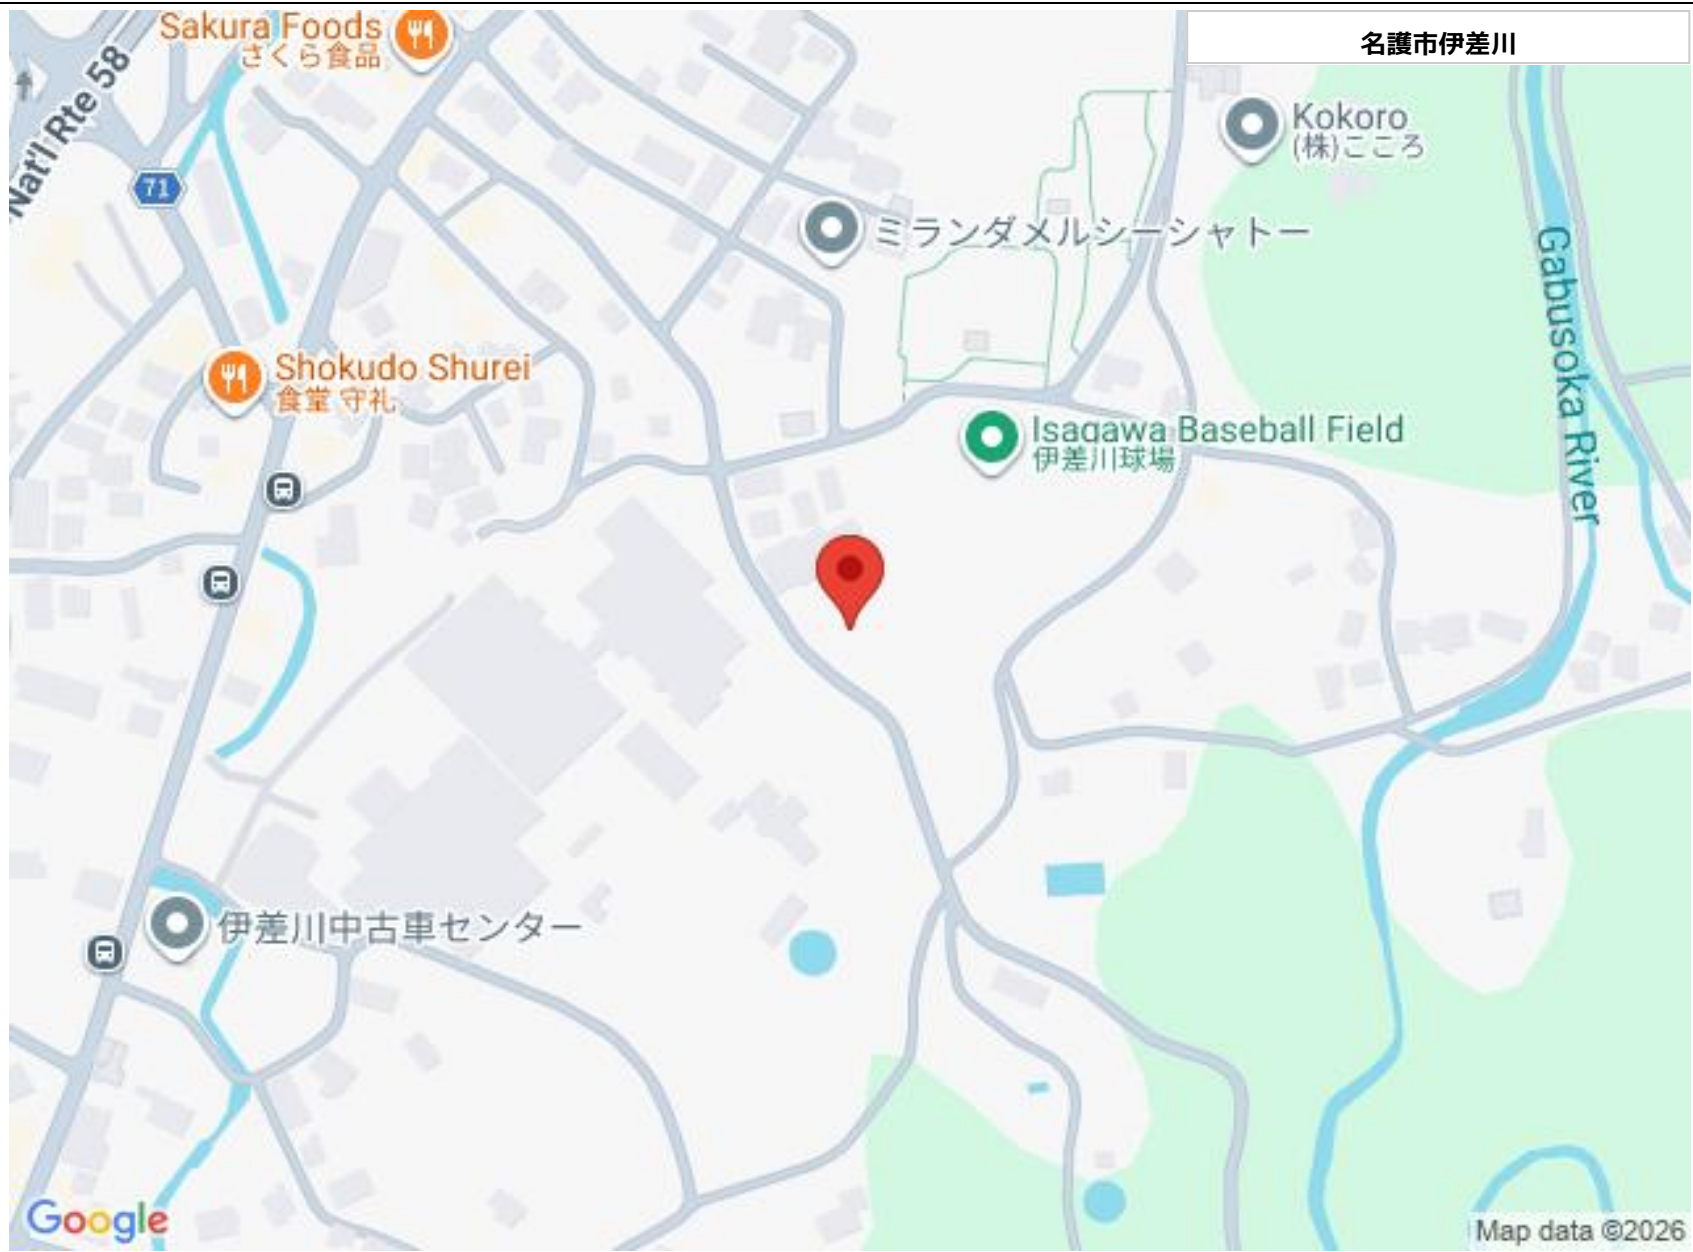 Sakura Foods
さくら食品
名護市伊差川
Nat'l Rte 58
Kokoro
(株)こころ
71
ミランダメルシーシャトー
Gabusoka River
Shokudo Shurei
食堂 守礼
Isagawa Baseball Field
伊差川球場
伊差川中古車センター
Google
Map data ©2026